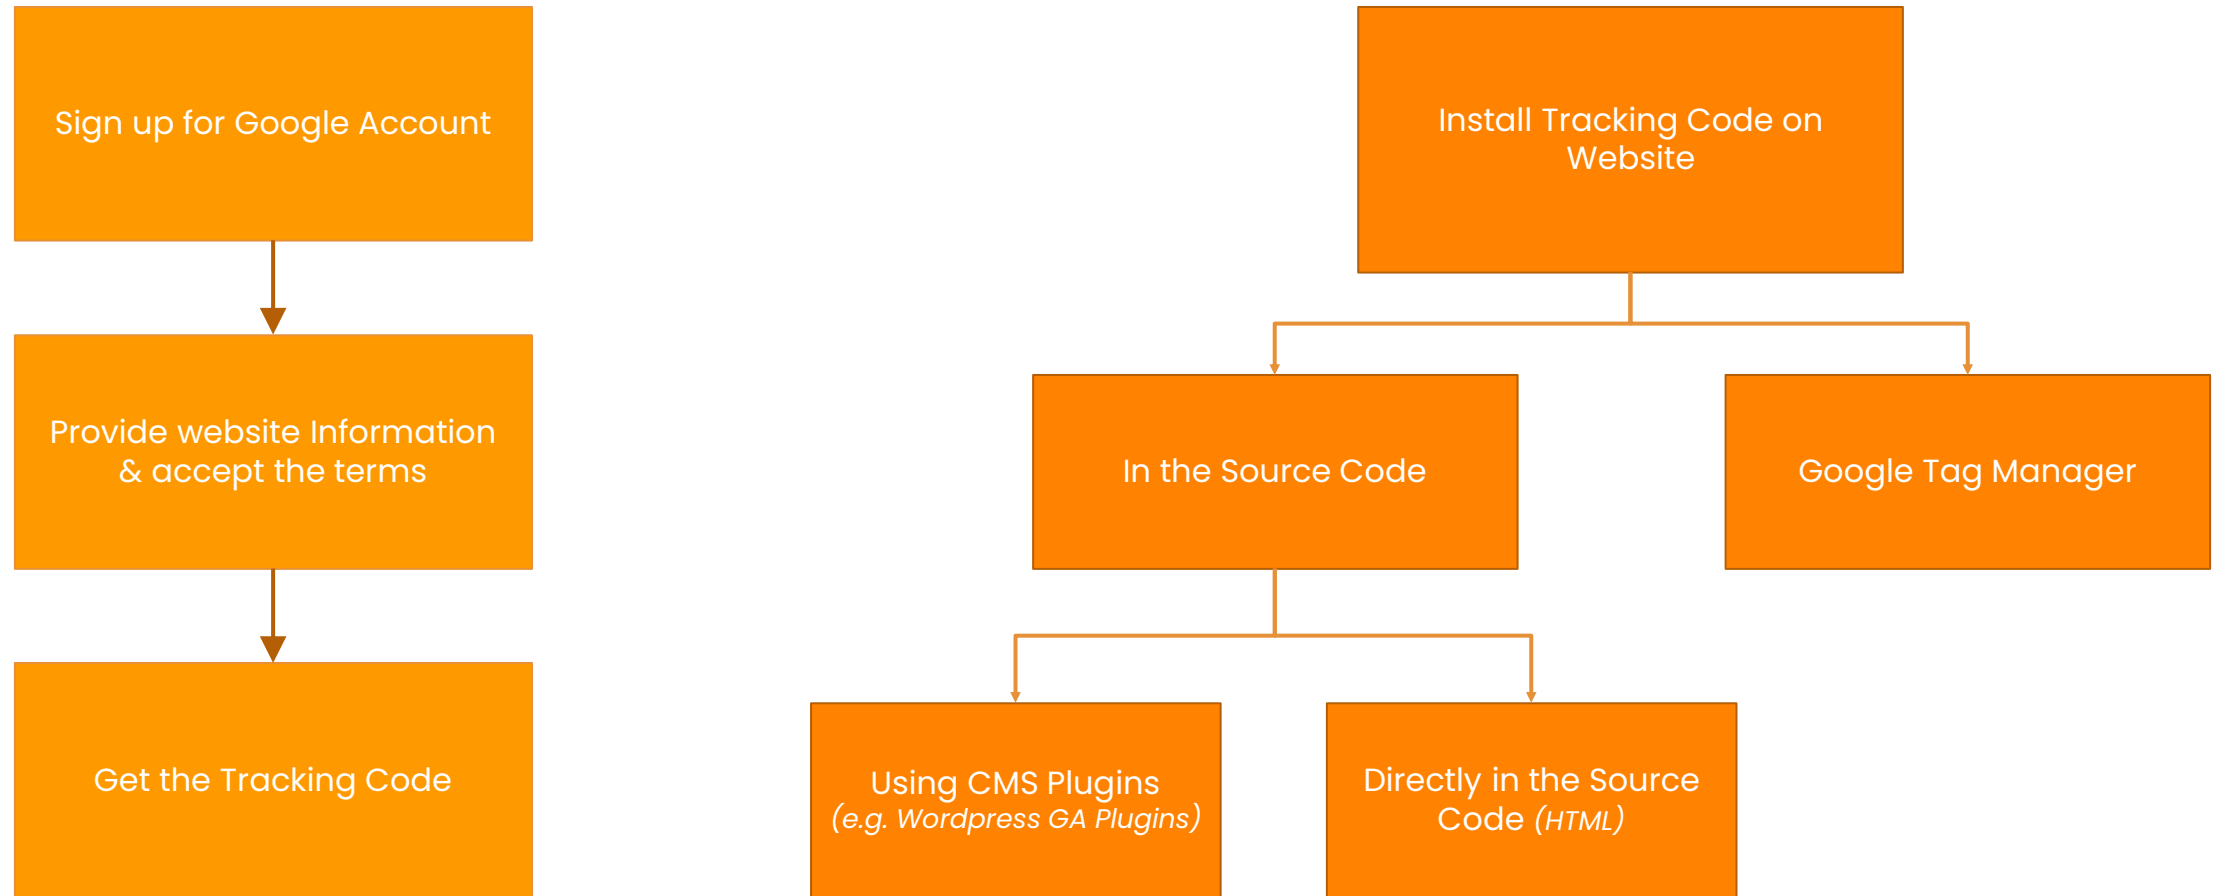 Sign up for Google Account
Provide website Information
& accept the terms
Get the Tracking Code
Install Tracking Code on
Website
In the Source Code
Google Tag Manager
Using CMS Plugins
(e.g. Wordpress GA Plugins)
Directly in the Source
Code (HTML)